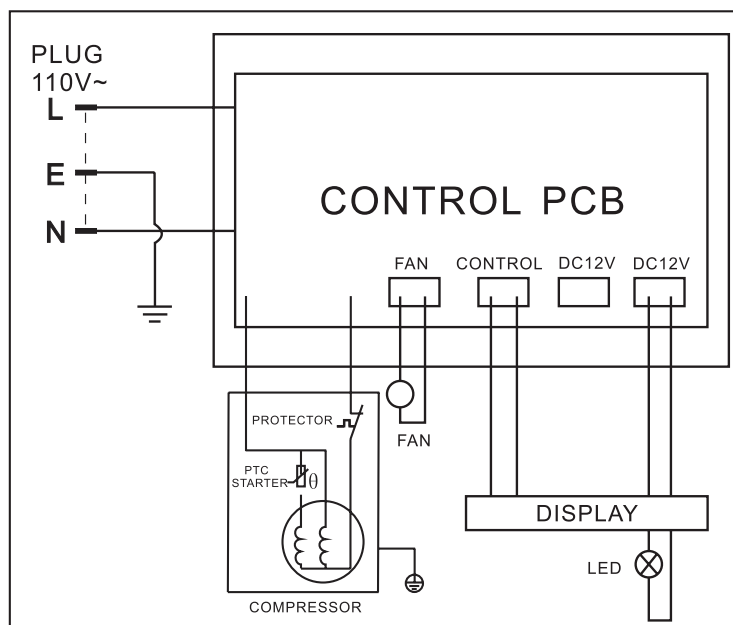 PLUG
110V~
L
E
N
CONTROL PCB
FAN CONTROL DC12V DC12V
PROTECTOR
FAN
PTC
STARTER
θ
DISPLAY
LED
COMPRESSOR